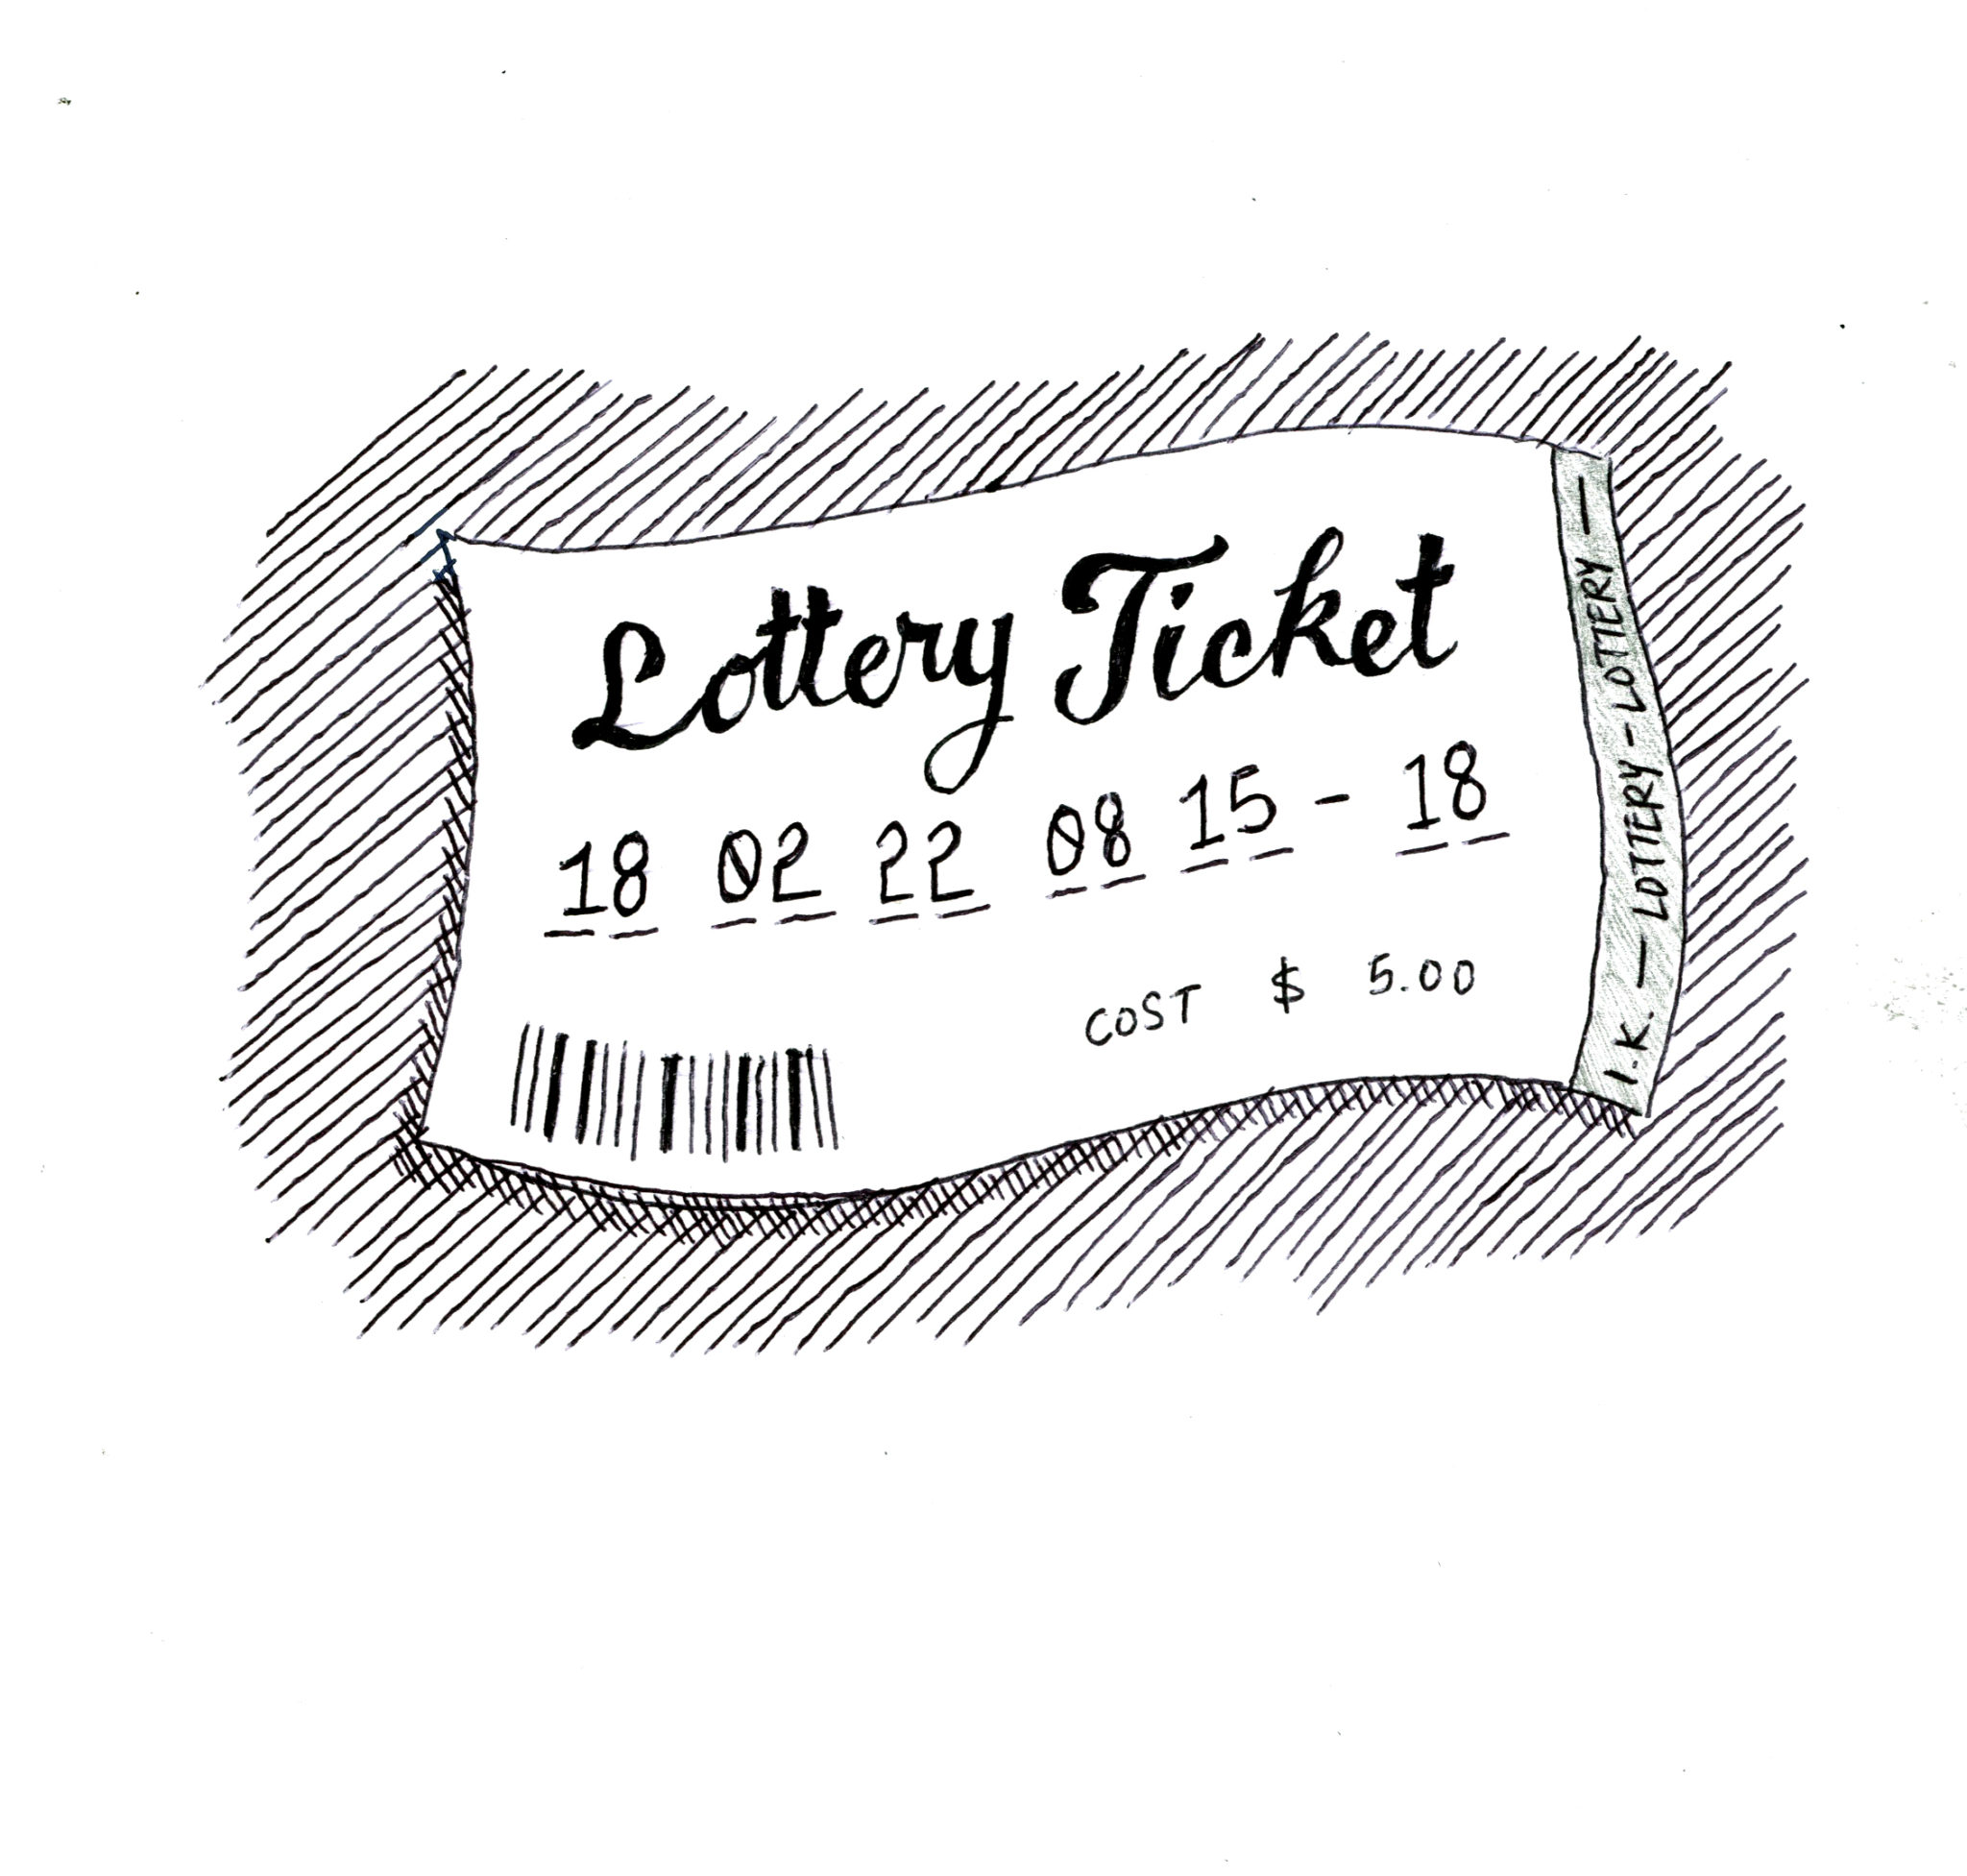 Lottery Ticket
18 02 22 08 15 - 18
COST $ 5.00
I.K. — LOTTERY - LOTTERY —